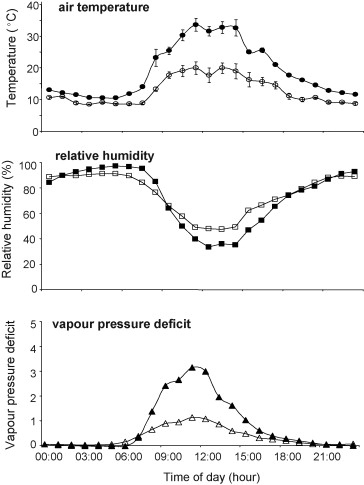 air temperature
Temperature (°C)
40
30
20
10
0
relative humidity
Relative humidity (%)
100
80
60
40
20
0
vapour pressure deficit
Vapour pressure deficit
5
4
3
2
1
0
00:00 03:00 06:00 09:00 12:00 15:00 18:00 21:00
Time of day (hour)